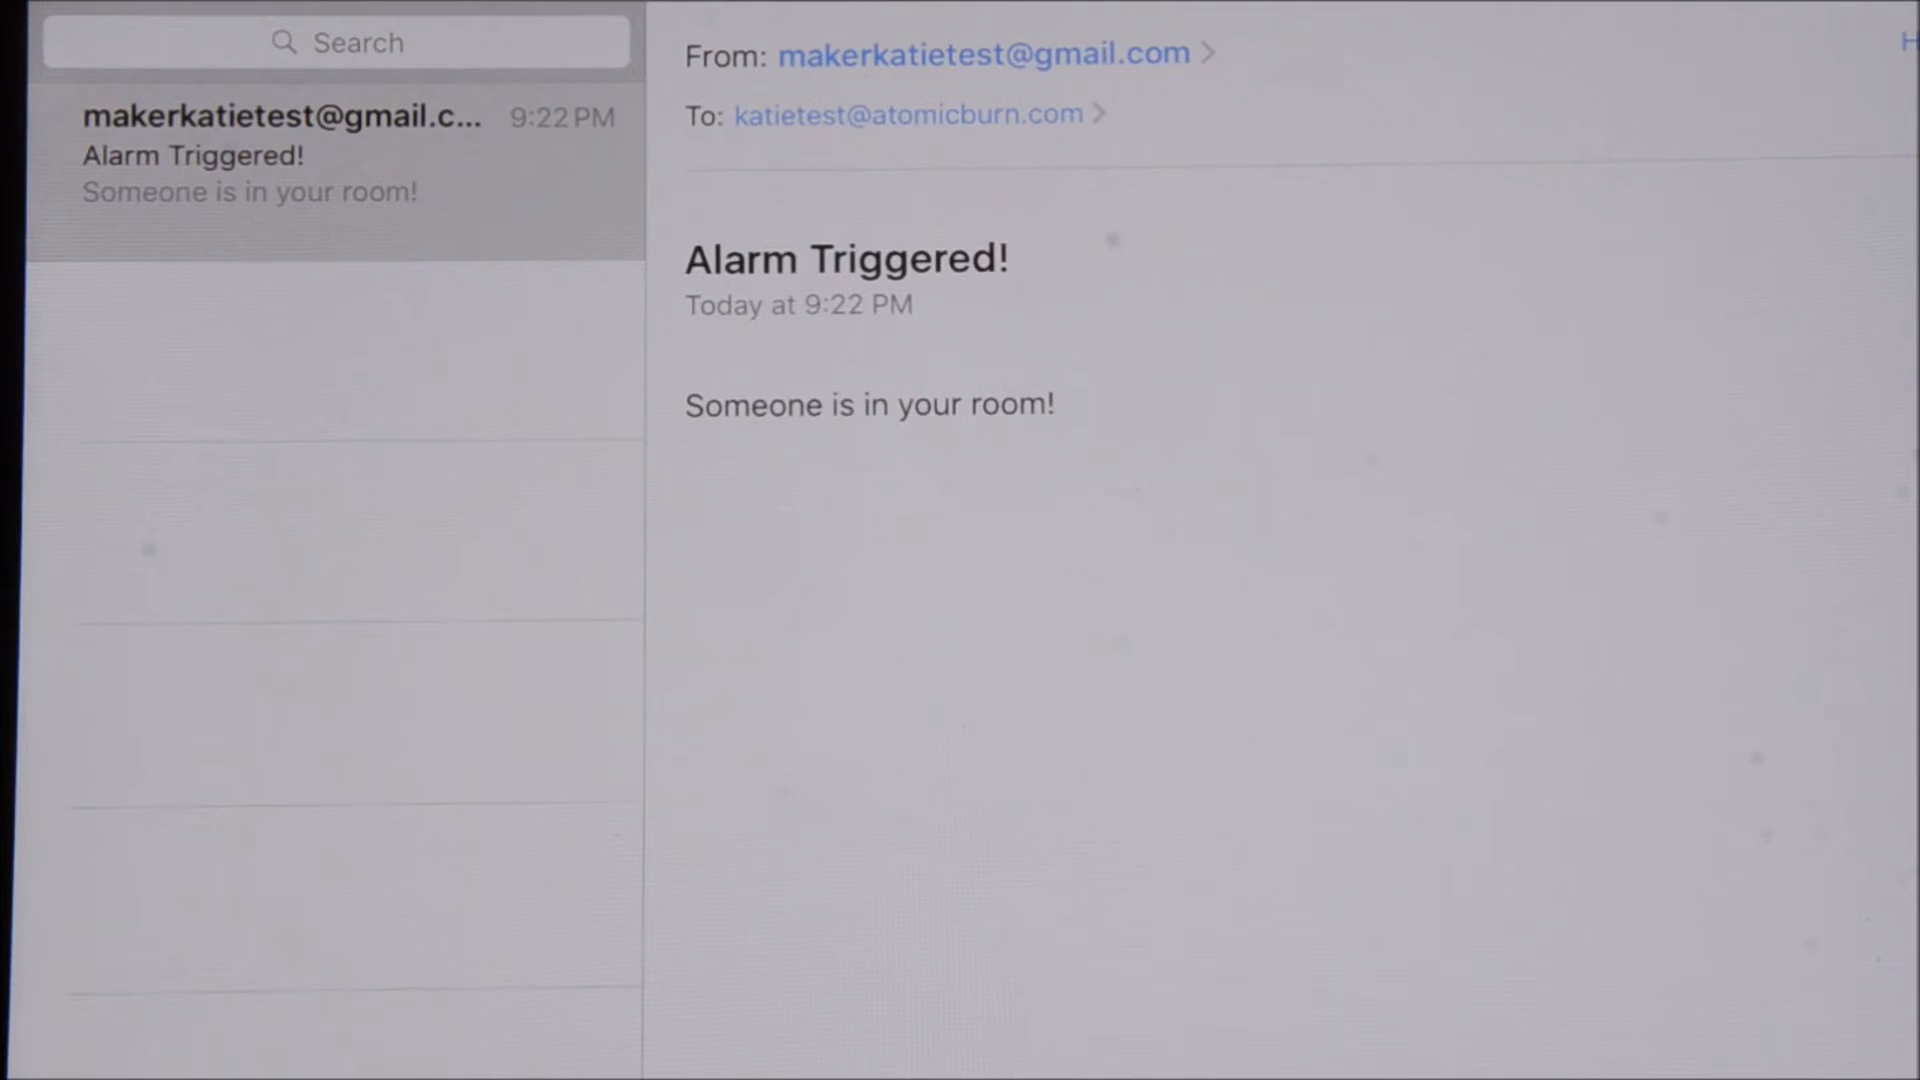 Search
makerkatietest@gmail.c... 9:22 PM
Alarm Triggered!
Someone is in your room!
From: makerkatietest@gmail.com >
To: katietest@atomicburn.com >
H
Alarm Triggered!
Today at 9:22 PM
Someone is in your room!